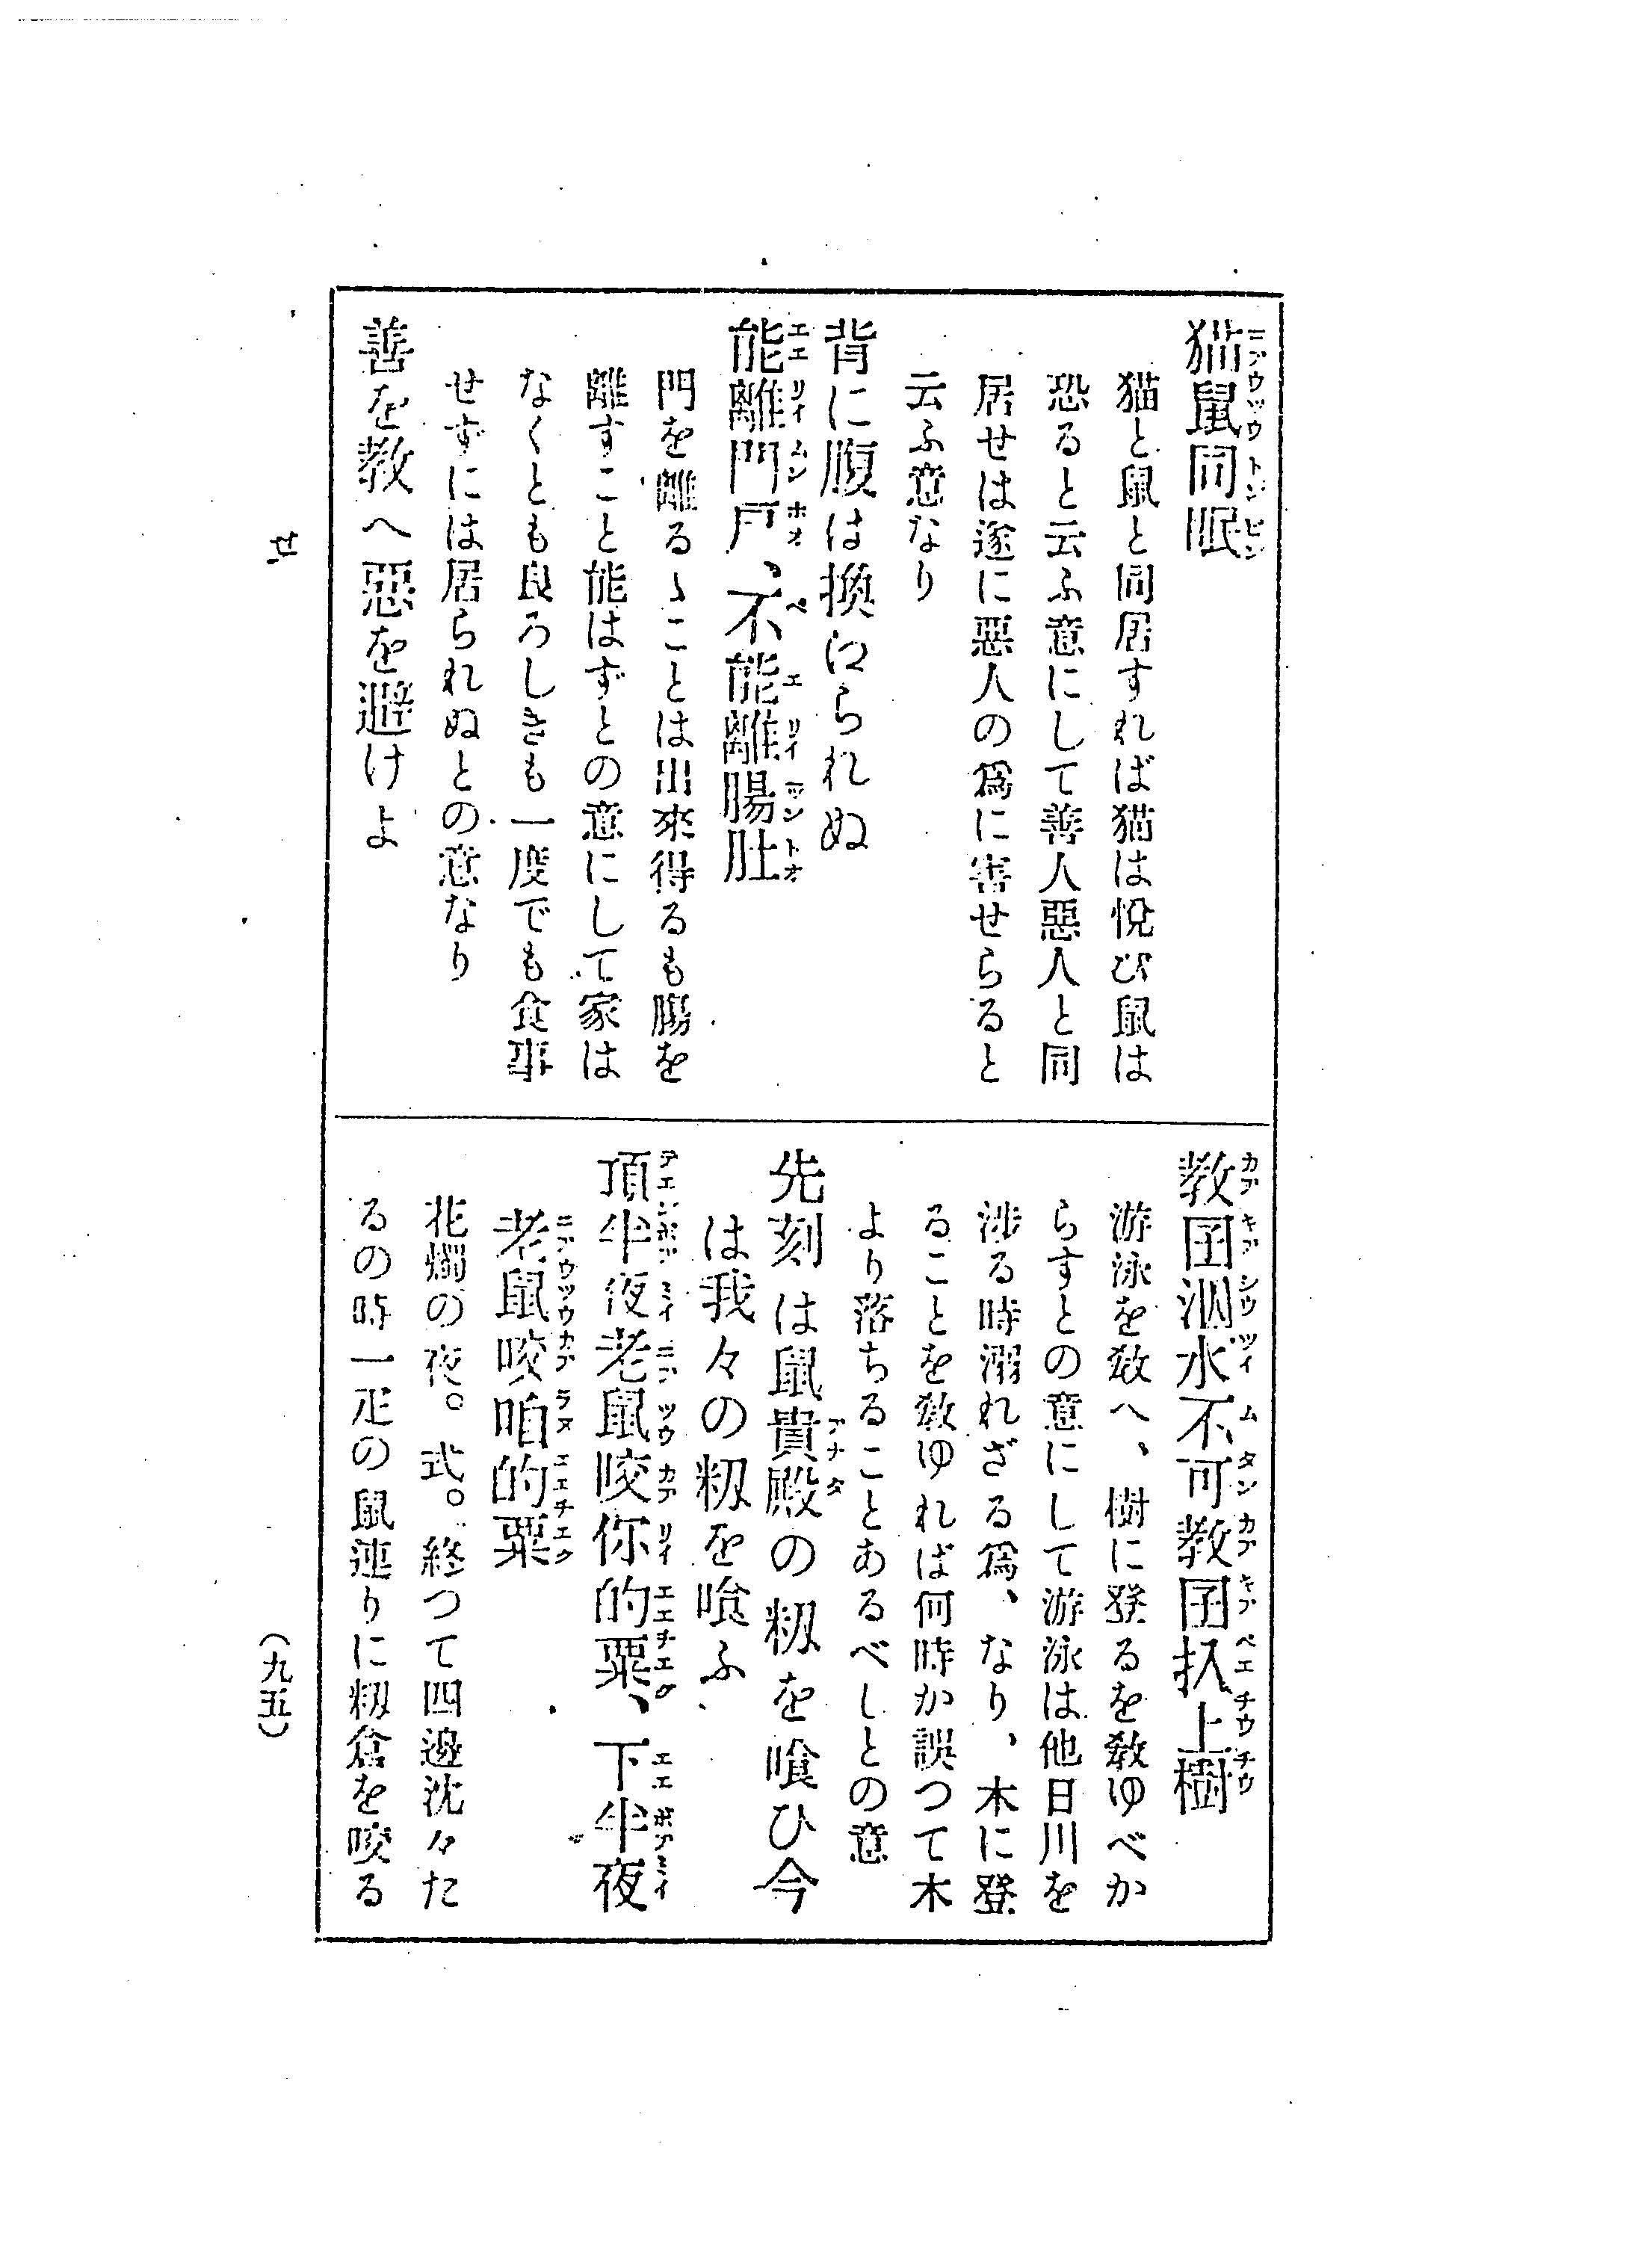 猫鼠同眠
猫と鼠と同居すれば猫は悦び鼠は
恐ると云ふ意にして善人惡人と同
居せは遂に惡人の爲に害せらると
云ふ意なり
背に腹は換ねられぬ
能離門戸、不能離腸肚
門を離るゝことは出來得るも腸を
離すこと能はずとの意にして家は
なくとも良ろしきも一度でも食事
せずには居られぬとの意なり
善を教へ惡を避けよ
教囝泅水不可教囝扒上樹
游泳を敎へ、樹に登るを敎ゆべか
らすとの意にして游泳は他日川を
渉る時溺れざる爲、なり、木に登
ることを敎ゆれば何時か誤つて木
より落ちることあるべしとの意
先刻は鼠貴殿の籾を喰ひ今
は我々の籾を喰ふ
頂半夜老鼠咬你的粟、下半夜
老鼠咬咱的粟
花燭の夜。式。終つて四邊沈々た
るの時一疋の鼠連りに籾倉を咬る
せ
(九五)